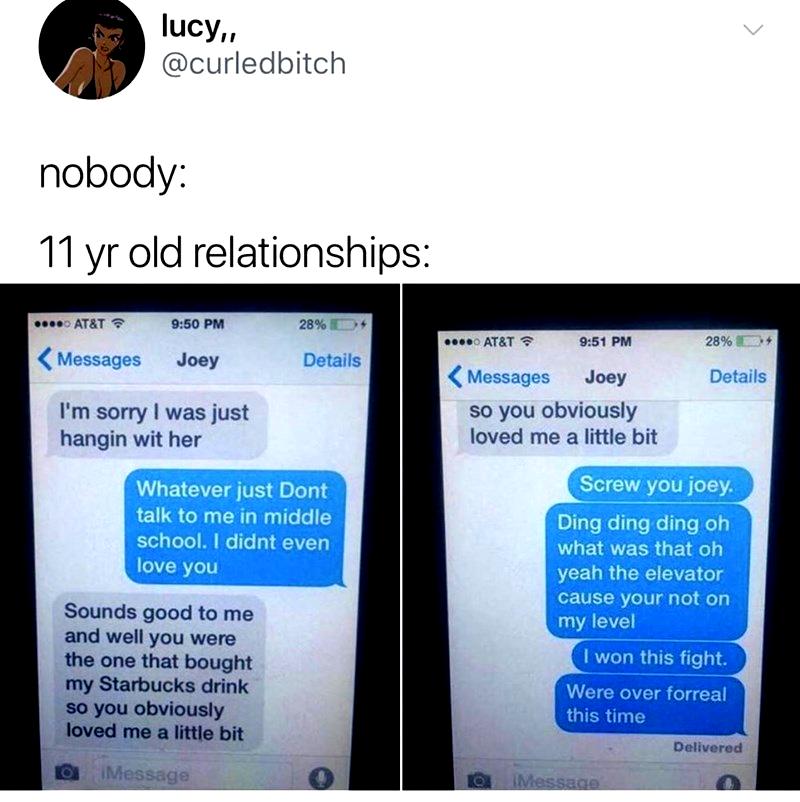 lucy,,
@curledbitch
nobody:
11 yr old relationships:
AT&T 9:50 PM 28%
Messages Joey Details
I'm sorry I was just
hangin wit her
Whatever just Dont
talk to me in middle
school. I didnt even
love you
Sounds good to me
and well you were
the one that bought
my Starbucks drink
so you obviously
loved me a little bit
iMessage
AT&T 9:51 PM 28%
Messages Joey Details
so you obviously
loved me a little bit
Screw you joey.
Ding ding ding oh
what was that oh
yeah the elevator
cause your not on
my level
I won this fight.
Were over forreal
this time
Delivered
iMessage